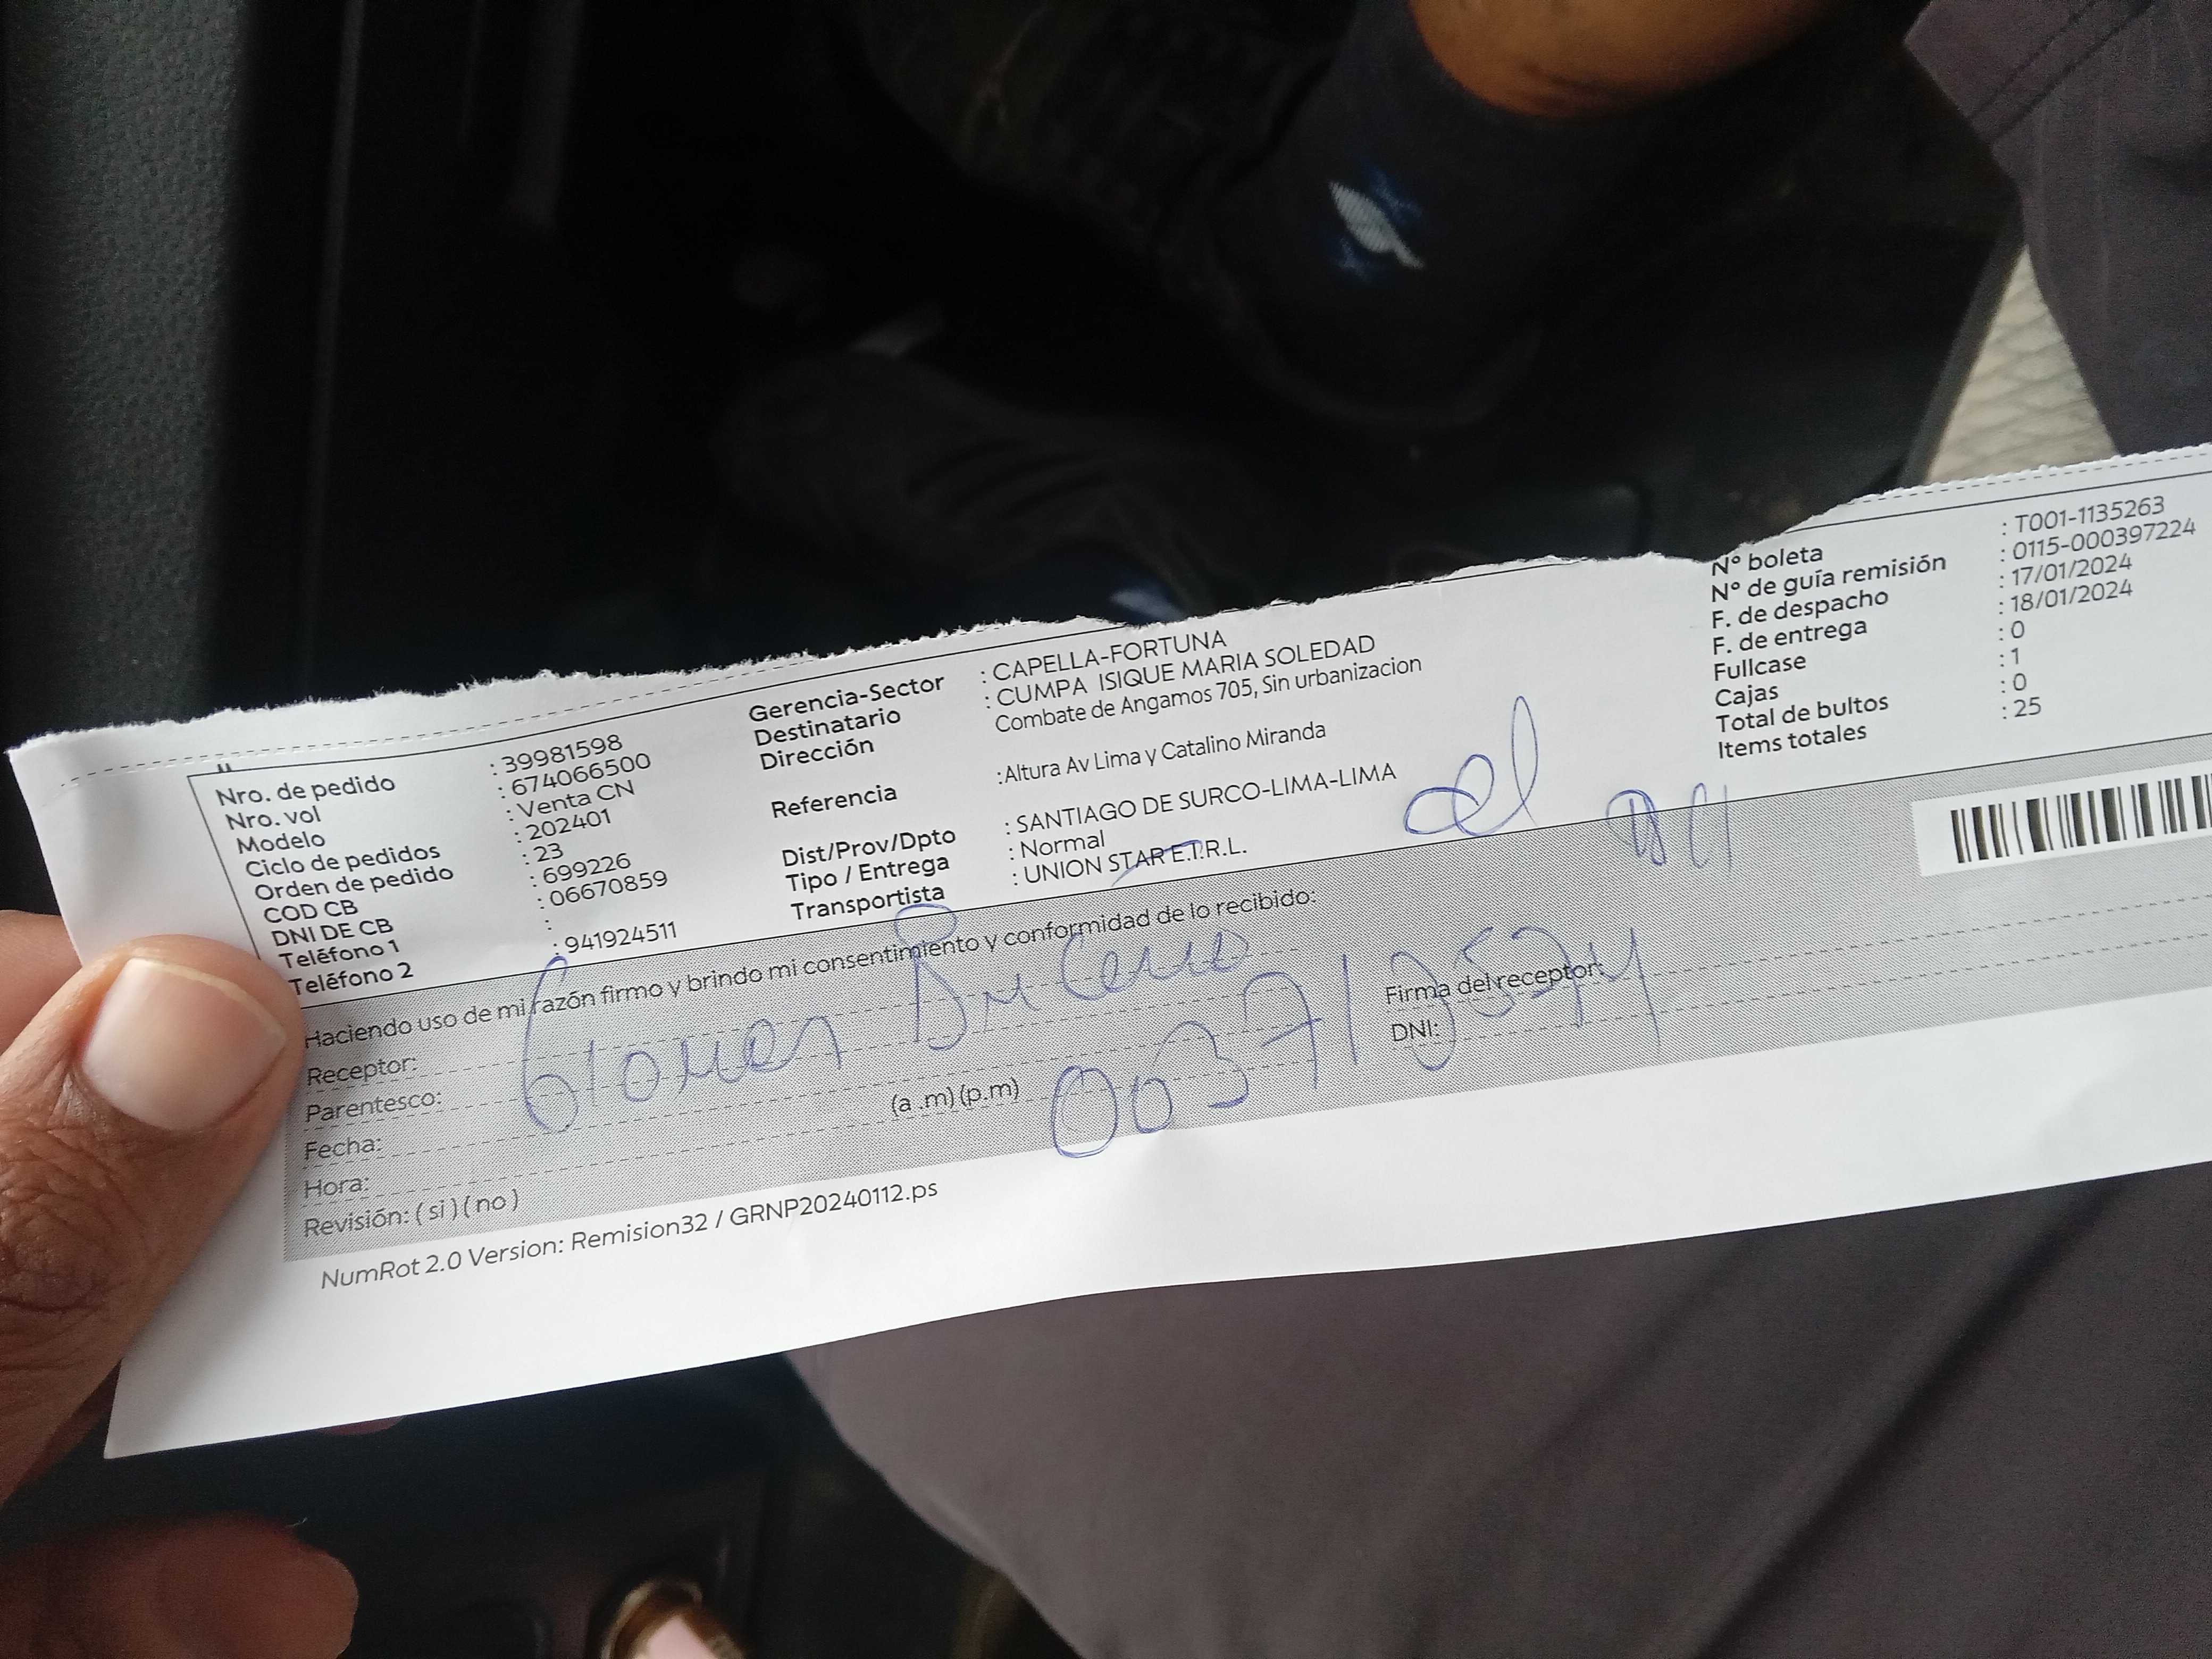 Nro. de pedido : 39981598
Nro. vol : 674066500
Modelo : Venta CN
Ciclo de pedidos : 202401
Orden de pedido : 23
COD CB : 699226
DNI DE CB : 06670859
Teléfono 1 :
Teléfono 2 : 941924511
Gerencia-Sector : CAPELLA-FORTUNA
Destinatario : CUMPA ISIQUE MARIA SOLEDAD
Dirección Combate de Angamos 705, Sin urbanizacion
Referencia : Altura Av Lima y Catalino Miranda
Dist/Prov/Dpto : SANTIAGO DE SURCO-LIMA-LIMA
Tipo / Entrega : Normal
Transportista : UNION STAR E.T.R.L.
N° boleta : T001-1135263
N° de guía remisión : 0115-000397224
F. de despacho : 17/01/2024
F. de entrega : 18/01/2024
Fullcase : 0
Cajas : 1
Total de bultos : 0
Items totales : 25
Haciendo uso de mi razón firmo y brindo mi consentimiento y conformidad de lo recibido:
Receptor:
Parentesco:
Fecha:
Hora: (a .m) (p.m)
Revisión: ( si ) ( no )
Firma del receptor:
DNI:
NumRot 2.0 Version: Remision32 / GRNP20240112.ps